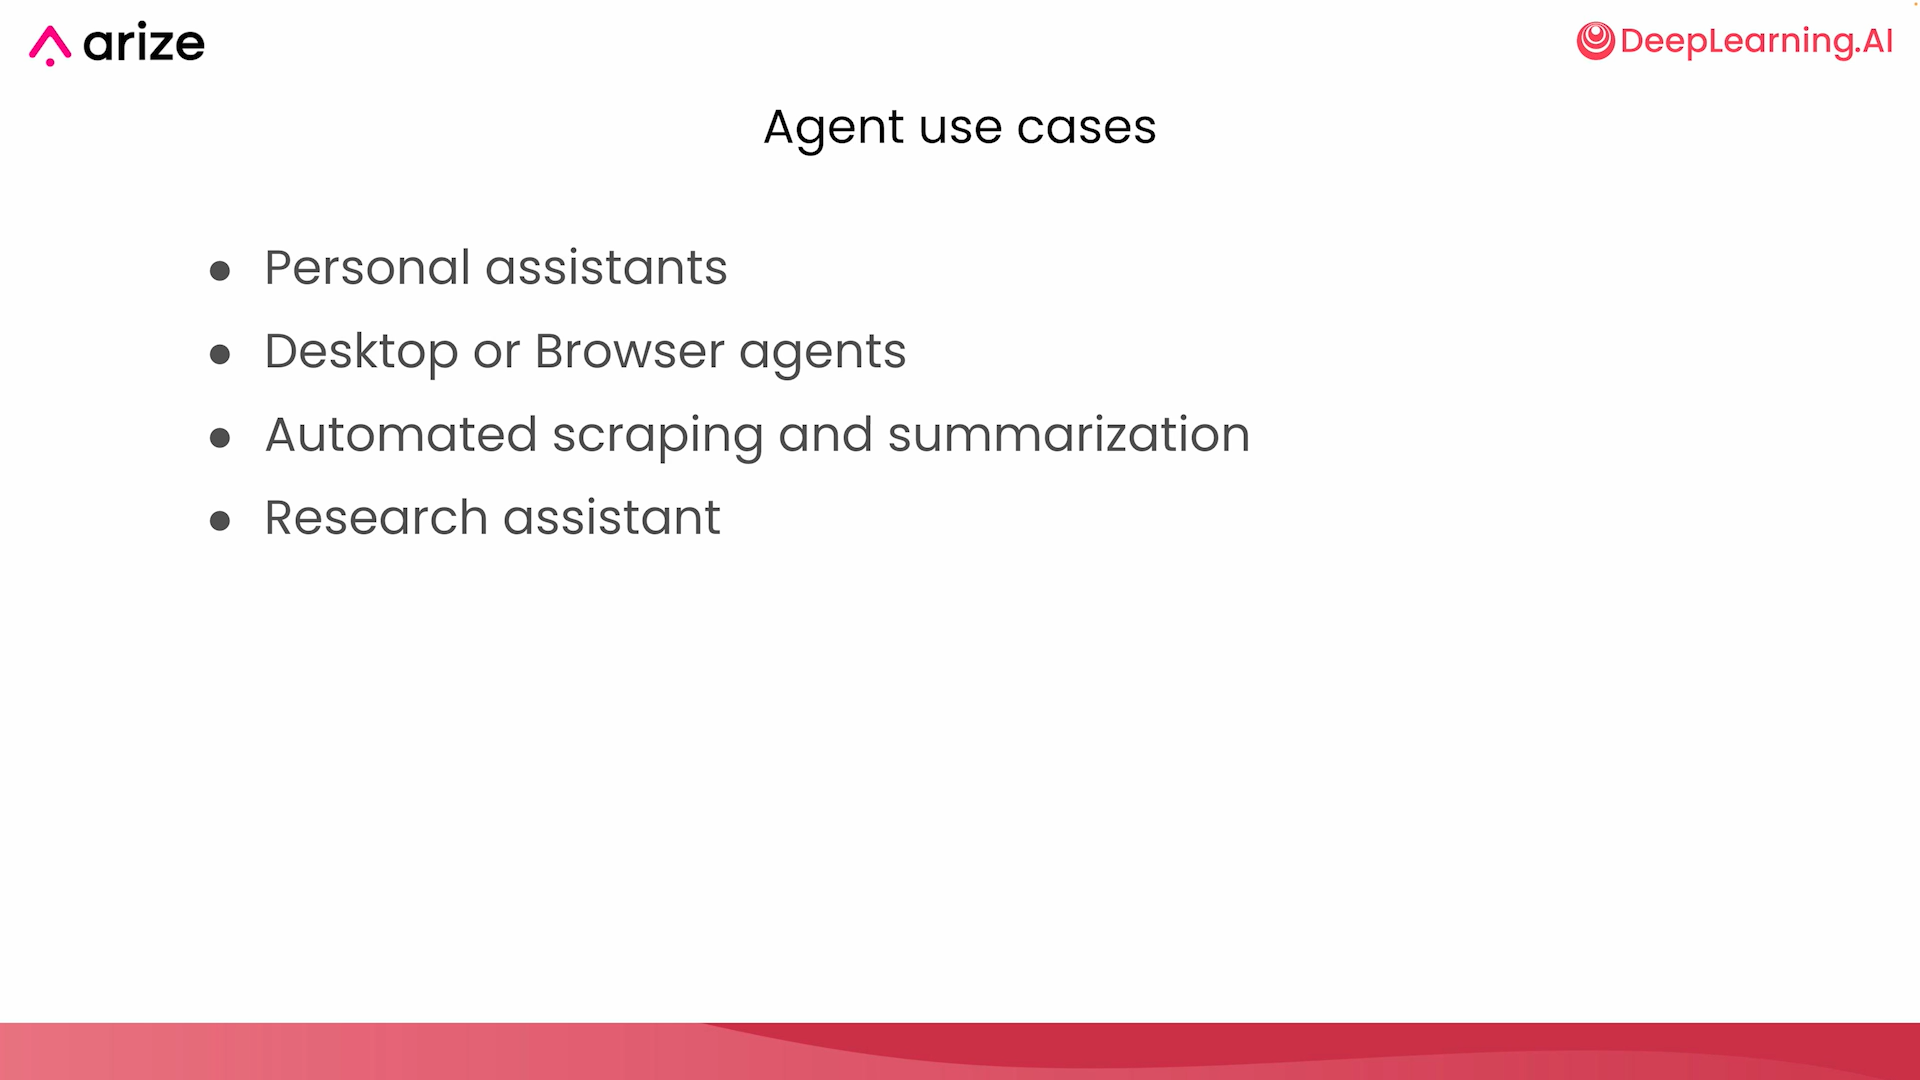 arize
DeepLearning.AI
Agent use cases
● Personal assistants
● Desktop or Browser agents
● Automated scraping and summarization
● Research assistant